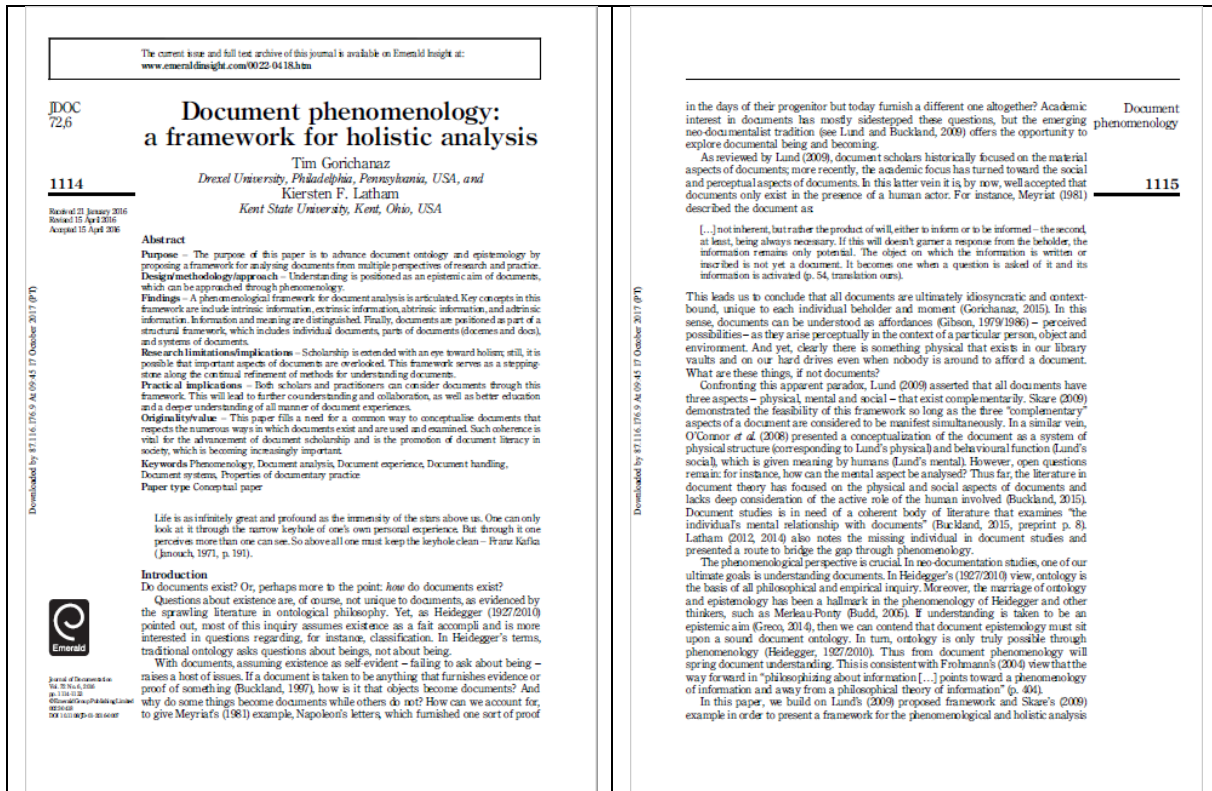 The current issue and full text archive of this journal is available on Emerald Insight at:
www.emeraldinsight.com/0022-0418.htm
JDOC
72,6
1114
Received 21 January 2016
Revised 15 April 2016
Accepted 15 April 2016
Document phenomenology:
a framework for holistic analysis
Tim Gorichanaz
Drexel University, Philadelphia, Pennsylvania, USA, and
Kiersten F. Latham
Kent State University, Kent, Ohio, USA
Abstract
Purpose – The purpose of this paper is to advance document ontology and epistemology by
proposing a framework for analysing documents from multiple perspectives of research and practice.
Design/methodology/approach – Understanding is positioned as an epistemic aim of documents,
which can be approached through phenomenology.
Findings – A phenomenological framework for document analysis is articulated. Key concepts in this
framework are include intrinsic information, extrinsic information, abtrinsic information, and adtrinsic
information. Information and meaning are distinguished. Finally, documents are positioned as part of a
structural framework, which includes individual documents, parts of documents (docemes and docs),
and systems of documents.
Research limitations/implications – Scholarship is extended with an eye toward holism; still, it is
possible that important aspects of documents are overlooked. This framework serves as a stepping-
stone along the continual refinement of methods for understanding documents.
Practical implications – Both scholars and practitioners can consider documents through this
framework. This will lead to further counderstanding and collaboration, as well as better education
and a deeper understanding of all manner of document experiences.
Originality/value – This paper fills a need for a common way to conceptualise documents that
respects the numerous ways in which documents exist and are used and examined. Such coherence is
vital for the advancement of document scholarship and is the promotion of document literacy in
society, which is becoming increasingly important.
Keywords Phenomenology, Document analysis, Document experience, Document handling,
Document systems, Properties of documentary practice
Paper type Conceptual paper
Life is as infinitely great and profound as the immensity of the stars above us. One can only
look at it through the narrow keyhole of one's own personal experience. But through it one
perceives more than one can see. So above all one must keep the keyhole clean – Franz Kafka
(Janouch, 1971, p. 191).
Introduction
Do documents exist? Or, perhaps more to the point: how do documents exist?
Questions about existence are, of course, not unique to documents, as evidenced by
the sprawling literature in ontological philosophy. Yet, as Heidegger (1927/2010)
pointed out, most of this inquiry assumes existence as a fait accompli and is more
interested in questions regarding, for instance, classification. In Heidegger's terms,
traditional ontology asks questions about beings, not about being.
With documents, assuming existence as self-evident – failing to ask about being –
raises a host of issues. If a document is taken to be anything that furnishes evidence or
proof of something (Buckland, 1997), how is it that objects become documents? And
why do some things become documents while others do not? How can we account for,
to give Meyriat's (1981) example, Napoleon's letters, which furnished one sort of proof
Emerald
Journal of Documentation
Vol. 72 No. 6, 2016
pp. 1114-1133
© Emerald Group Publishing Limited
0022-0418
Downloaded by 87.116.176.9 At 09:45 17 October 2017 (PT)
Document
phenomenology
1115
in the days of their progenitor but today furnish a different one altogether? Academic
interest in documents has mostly sidestepped these questions, but the emerging
neo-documentalist tradition (see Lund and Buckland, 2009) offers the opportunity to
explore documental being and becoming.
As reviewed by Lund (2009), document scholars historically focused on the material
aspects of documents; more recently, the academic focus has turned toward the social
and perceptual aspects of documents. In this latter vein it is, by now, well accepted that
documents only exist in the presence of a human actor. For instance, Meyriat (1981)
described the document as:
[…] not inherent, but rather the product of will, either to inform or to be informed – the second,
at least, being always necessary. If this will doesn't garner a response from the beholder, the
information remains only potential. The object on which the information is written or
inscribed is not yet a document. It becomes one when a question is asked of it and its
information is activated (p. 54, translation ours).
This leads us to conclude that all documents are ultimately idiosyncratic and context-
bound, unique to each individual beholder and moment (Gorichanaz, 2015). In this
sense, documents can be understood as affordances (Gibson, 1979/1986) – perceived
possibilities – as they arise perceptually in the context of a particular person, object and
environment. And yet, clearly there is something physical that exists in our library
vaults and on our hard drives even when nobody is around to afford a document.
What are these things, if not documents?
Confronting this apparent paradox, Lund (2009) asserted that all documents have
three aspects – physical, mental and social – that exist complementarily. Skare (2009)
demonstrated the feasibility of this framework so long as the three "complementary"
aspects of a document are considered to be manifest simultaneously. In a similar vein,
O'Connor et al. (2008) presented a conceptualization of the document as a system of
physical structure (corresponding to Lund's physical) and behavioural function (Lund's
social), which is given meaning by humans (Lund's mental). However, open questions
remain: for instance, how can the mental aspect be analysed? Thus far, the literature in
document theory has focused on the physical and social aspects of documents and
lacks deep consideration of the active role of the human involved (Buckland, 2015).
Document studies is in need of a coherent body of literature that examines "the
individual's mental relationship with documents" (Buckland, 2015, preprint p. 8).
Latham (2012, 2014) also notes the missing individual in document studies and
presented a route to bridge the gap through phenomenology.
The phenomenological perspective is crucial. In neo-documentation studies, one of our
ultimate goals is understanding documents. In Heidegger's (1927/2010) view, ontology is
the basis of all philosophical and empirical inquiry. Moreover, the marriage of ontology
and epistemology has been a hallmark in the phenomenology of Heidegger and other
thinkers, such as Merleau-Ponty (Budd, 2005). If understanding is taken to be an
epistemic aim (Greco, 2014), then we can contend that document epistemology must sit
upon a sound document ontology. In turn, ontology is only truly possible through
phenomenology (Heidegger, 1927/2010). Thus from document phenomenology will
spring document understanding. This is consistent with Frohmann's (2004) view that the
way forward in "philosophizing about information […] points toward a phenomenology
of information and away from a philosophical theory of information" (p. 404).
In this paper, we build on Lund's (2009) proposed framework and Skare's (2009)
example in order to present a framework for the phenomenological and holistic analysis
Downloaded by 87.116.176.9 At 09:45 17 October 2017 (PT)